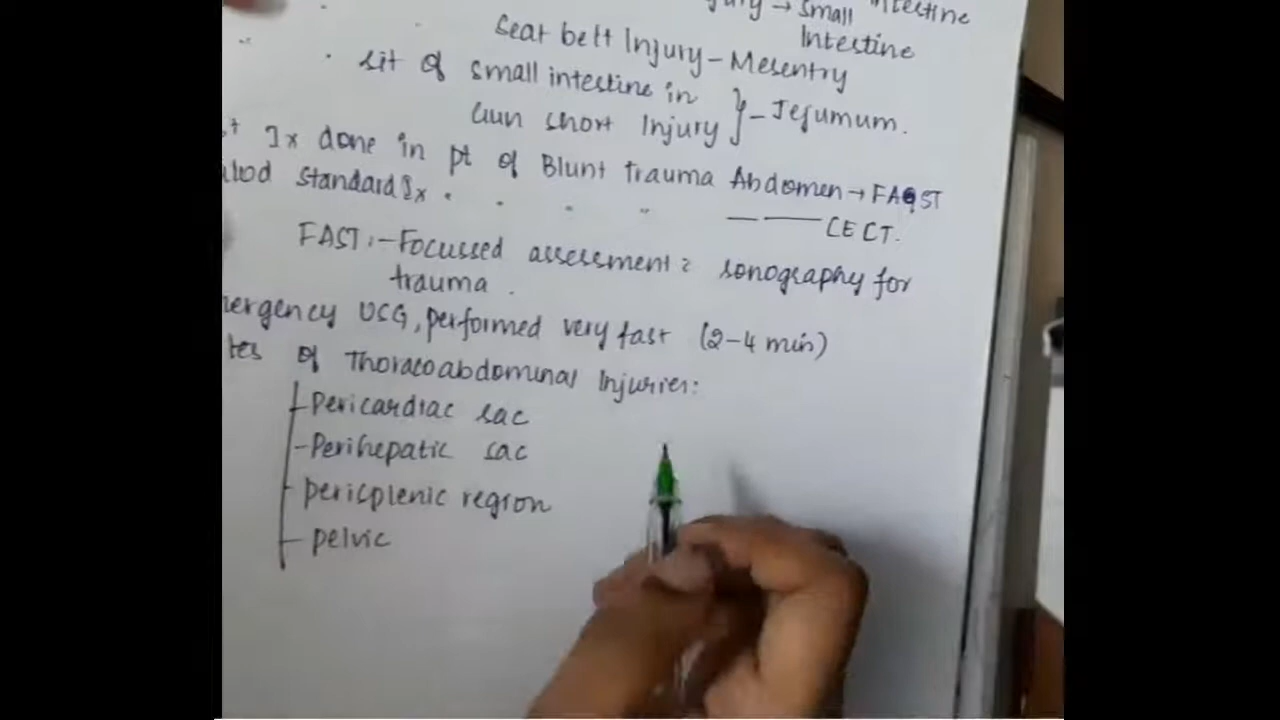 → Small Intestine
Intestine
Seat belt Injury - Mesentry
sit of small intestine in
Gun short Injury } - Jejumum.
Ix done in pt of Blunt trauma Abdomen → FAST
standard Ix
CECT.
FAST :- Focussed assessment sonography for
trauma.
USG, performed very fast (2-4 min)
of Thoracoabdominal Injuries:
- Pericardiac sac
- Perihepatic sac
- perisplenic region
- pelvic